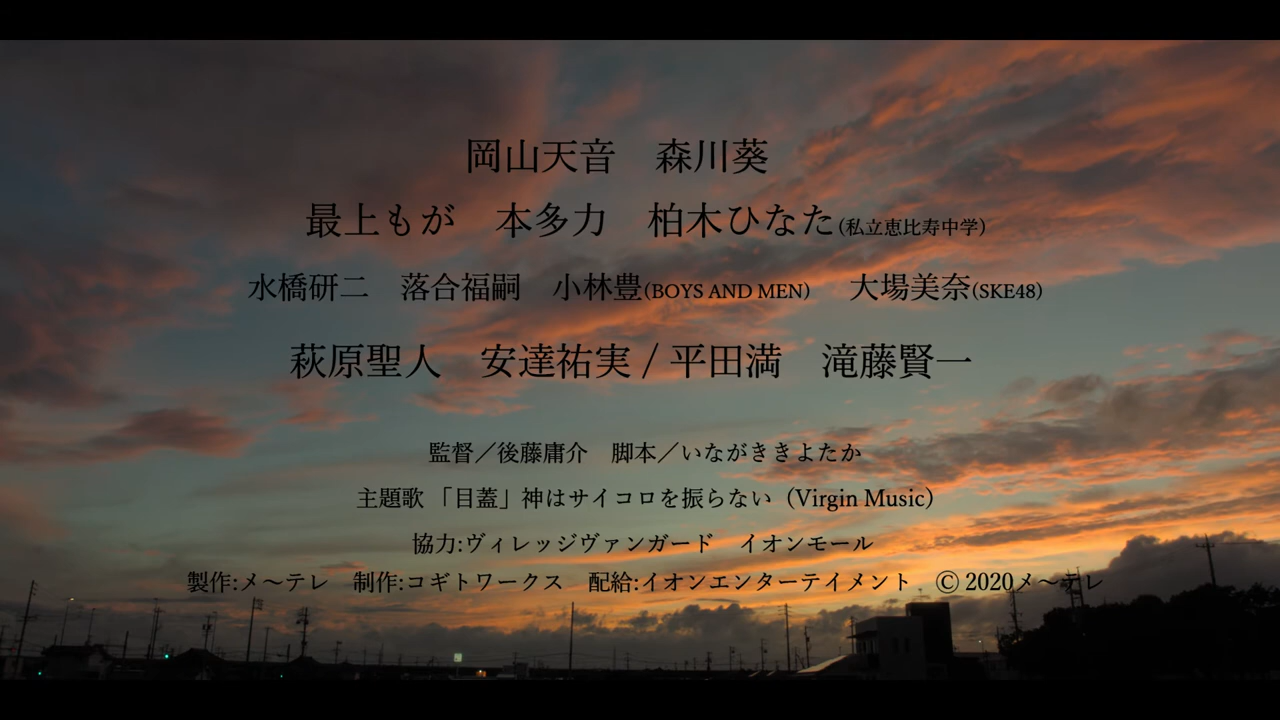 岡山天音　森川葵
最上もが　本多力　柏木ひなた(私立恵比寿中学)
水橋研二　落合福嗣　小林豊(BOYS AND MEN)　大場美奈(SKE48)
萩原聖人　安達祐実 / 平田満　滝藤賢一
監督／後藤庸介　脚本／いながききよたか
主題歌 「目蓋」神はサイコロを振らない（Virgin Music）
協力:ヴィレッジヴァンガード　イオンモール
製作:メ〜テレ　制作:コギトワークス　配給:イオンエンターテイメント　Ⓒ 2020メ〜テレ